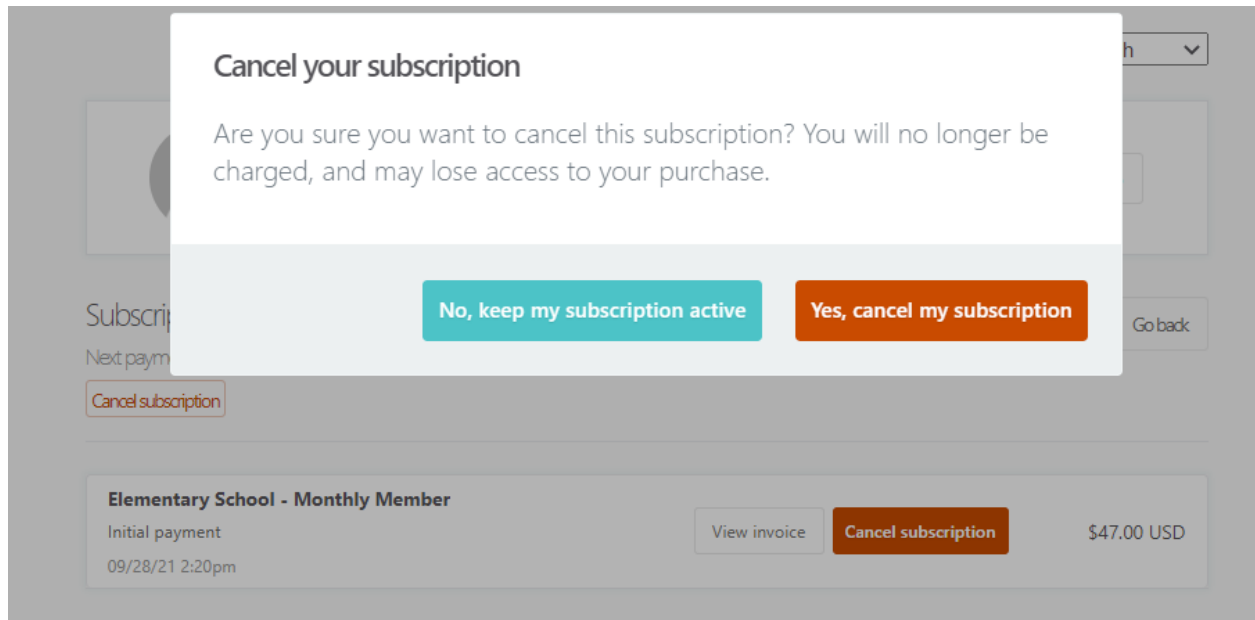 Cancel your subscription
Are you sure you want to cancel this subscription? You will no longer be
charged, and may lose access to your purchase.
No, keep my subscription active
Yes, cancel my subscription
Go back
Cancel subscription
Elementary School - Monthly Member
Initial payment
09/28/21 2:20pm
View invoice
Cancel subscription
$47.00 USD